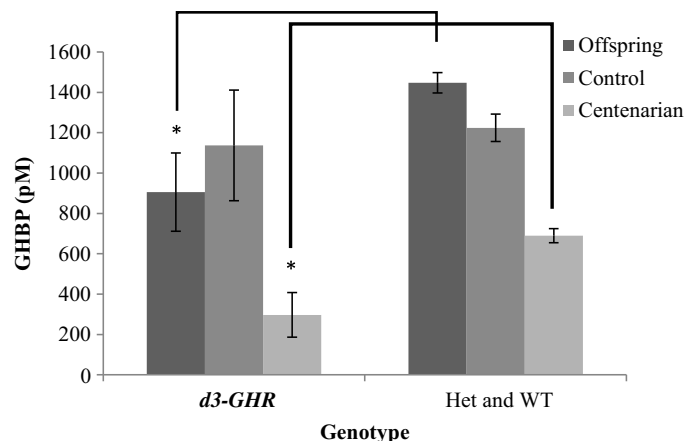 1600
1400
1200
1000
800
600
400
200
0
GHBP (pM)
*
*
Offspring
Control
Centenarian
d3-GHR
Het and WT
Genotype